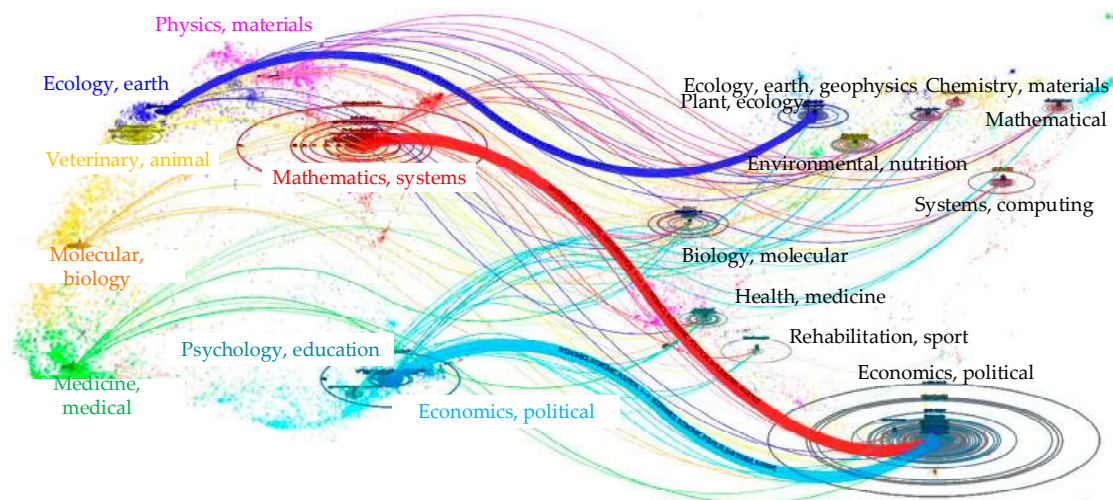 Physics, materials
Ecology, earth
Ecology, earth, geophysics
Chemistry, materials
Plant, ecology
Mathematical
Veterinary, animal
Environmental, nutrition
Mathematics, systems
Systems, computing
Molecular,
biology
Biology, molecular
Health, medicine
Psychology, education
Rehabilitation, sport
Medicine,
medical
Economics, political
Economics, political